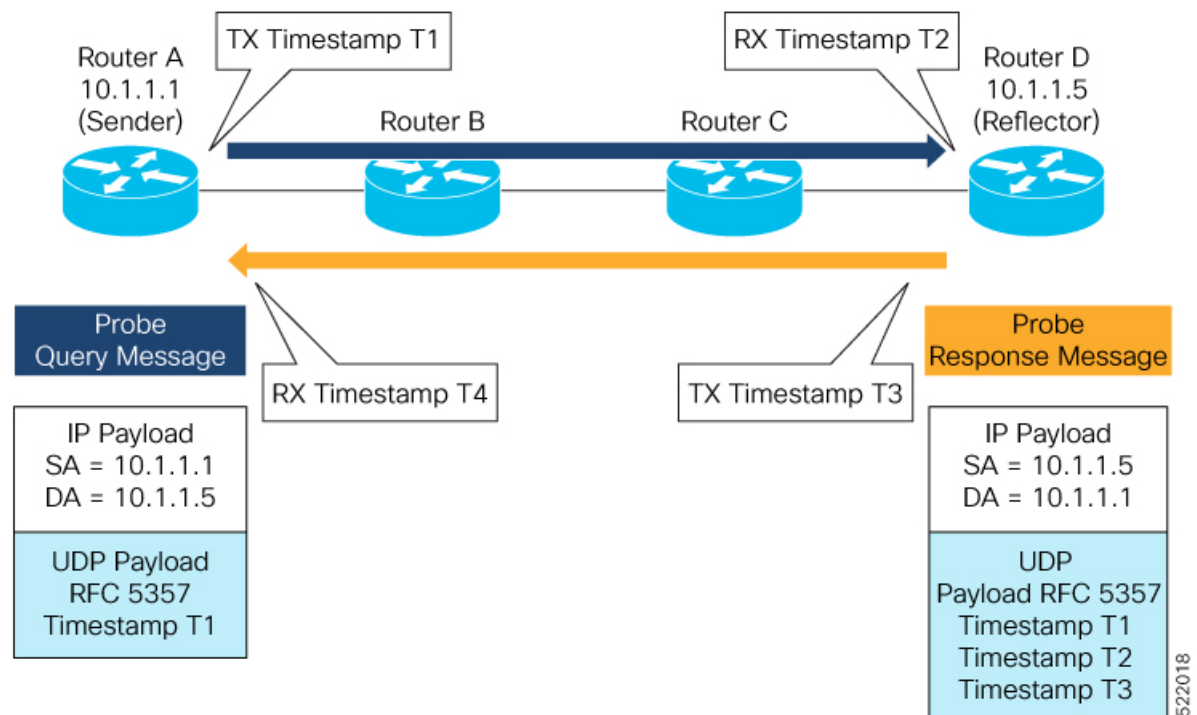 TX Timestamp T1
RX Timestamp T2
Router A
10.1.1.1
(Sender)
Router B
Router C
Router D
10.1.1.5
(Reflector)
Probe
Query Message
RX Timestamp T4
TX Timestamp T3
Probe
Response Message
IP Payload
SA = 10.1.1.1
DA = 10.1.1.5
UDP Payload
RFC 5357
Timestamp T1
IP Payload
SA = 10.1.1.5
DA = 10.1.1.1
UDP
Payload RFC 5357
Timestamp T1
Timestamp T2
Timestamp T3
522018